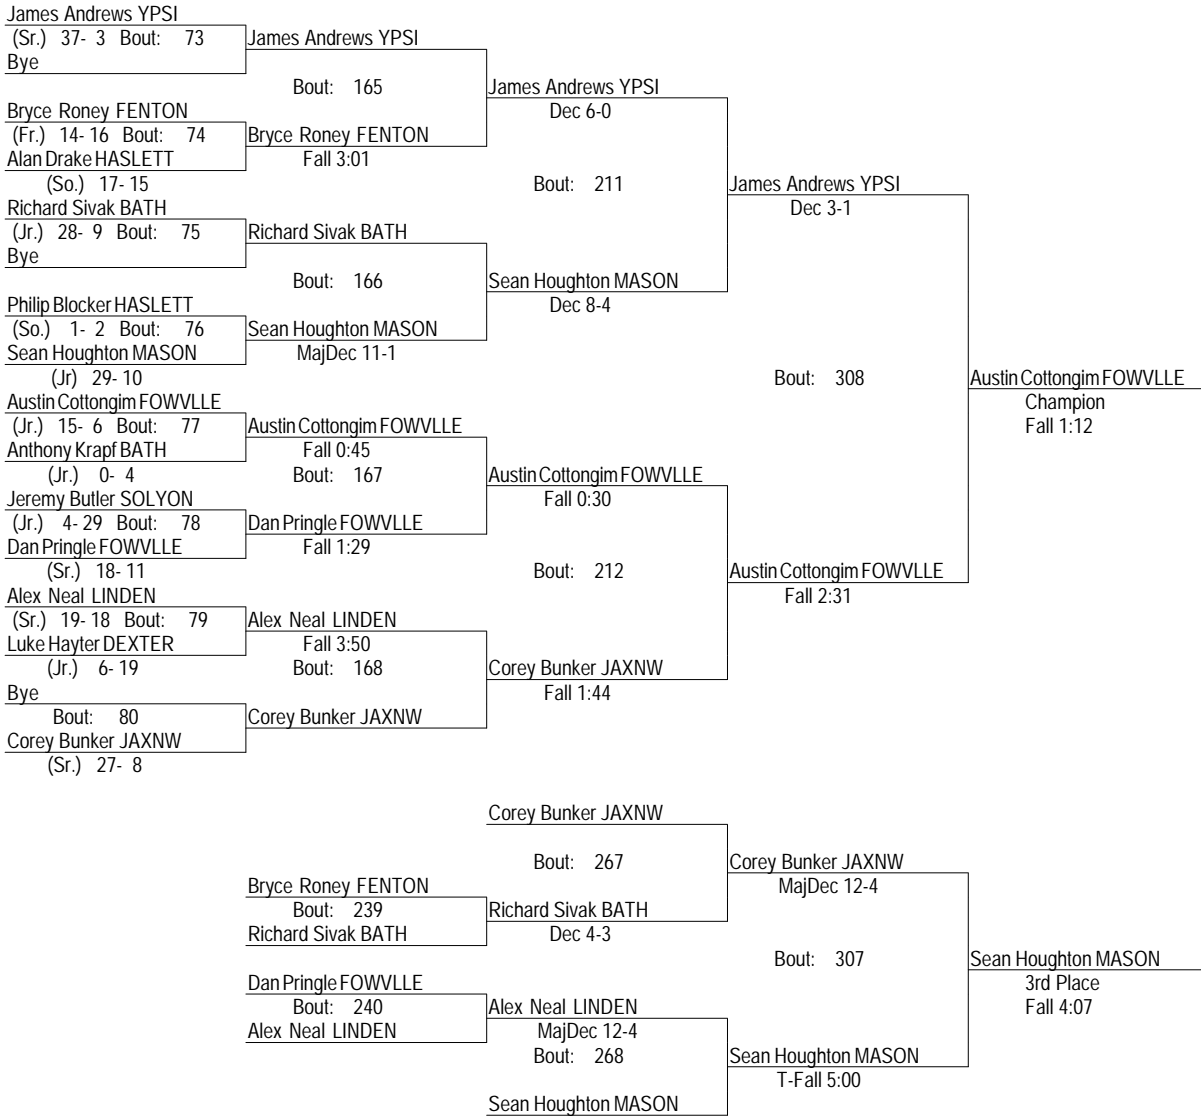 James Andrews YPSI
(Sr.) 37- 3 Bout: 73
Bye
James Andrews YPSI
Bout: 165
Bryce Roney FENTON
(Fr.) 14- 16 Bout: 74
Alan Drake HASLETT
(So.) 17- 15
Bryce Roney FENTON
Fall 3:01
James Andrews YPSI
Dec 6-0
Bout: 211
Richard Sivak BATH
(Jr.) 28- 9 Bout: 75
Bye
Richard Sivak BATH
Bout: 166
Philip Blocker HASLETT
(So.) 1- 2 Bout: 76
Sean Houghton MASON
(Jr) 29- 10
Sean Houghton MASON
MajDec 11-1
Sean Houghton MASON
Dec 8-4
James Andrews YPSI
Dec 3-1
Bout: 308
Austin Cottongim FOWVLLE
(Jr.) 15- 6 Bout: 77
Anthony Krapf BATH
(Jr.) 0- 4
Austin Cottongim FOWVLLE
Fall 0:45
Bout: 167
Jeremy Butler SOLYON
(Jr.) 4- 29 Bout: 78
Dan Pringle FOWVLLE
(Sr.) 18- 11
Dan Pringle FOWVLLE
Fall 1:29
Austin Cottongim FOWVLLE
Fall 0:30
Bout: 212
Alex Neal LINDEN
(Sr.) 19- 18 Bout: 79
Luke Hayter DEXTER
(Jr.) 6- 19
Alex Neal LINDEN
Fall 3:50
Bout: 168
Bye
Bout: 80
Corey Bunker JAXNW
(Sr.) 27- 8
Corey Bunker JAXNW
Corey Bunker JAXNW
Fall 1:44
Austin Cottongim FOWVLLE
Fall 2:31
Austin Cottongim FOWVLLE
Champion
Fall 1:12
Corey Bunker JAXNW
Bout: 267
Bryce Roney FENTON
Bout: 239
Richard Sivak BATH
Richard Sivak BATH
Dec 4-3
Corey Bunker JAXNW
MajDec 12-4
Bout: 307
Dan Pringle FOWVLLE
Bout: 240
Alex Neal LINDEN
Alex Neal LINDEN
MajDec 12-4
Bout: 268
Sean Houghton MASON
Sean Houghton MASON
T-Fall 5:00
Sean Houghton MASON
3rd Place
Fall 4:07